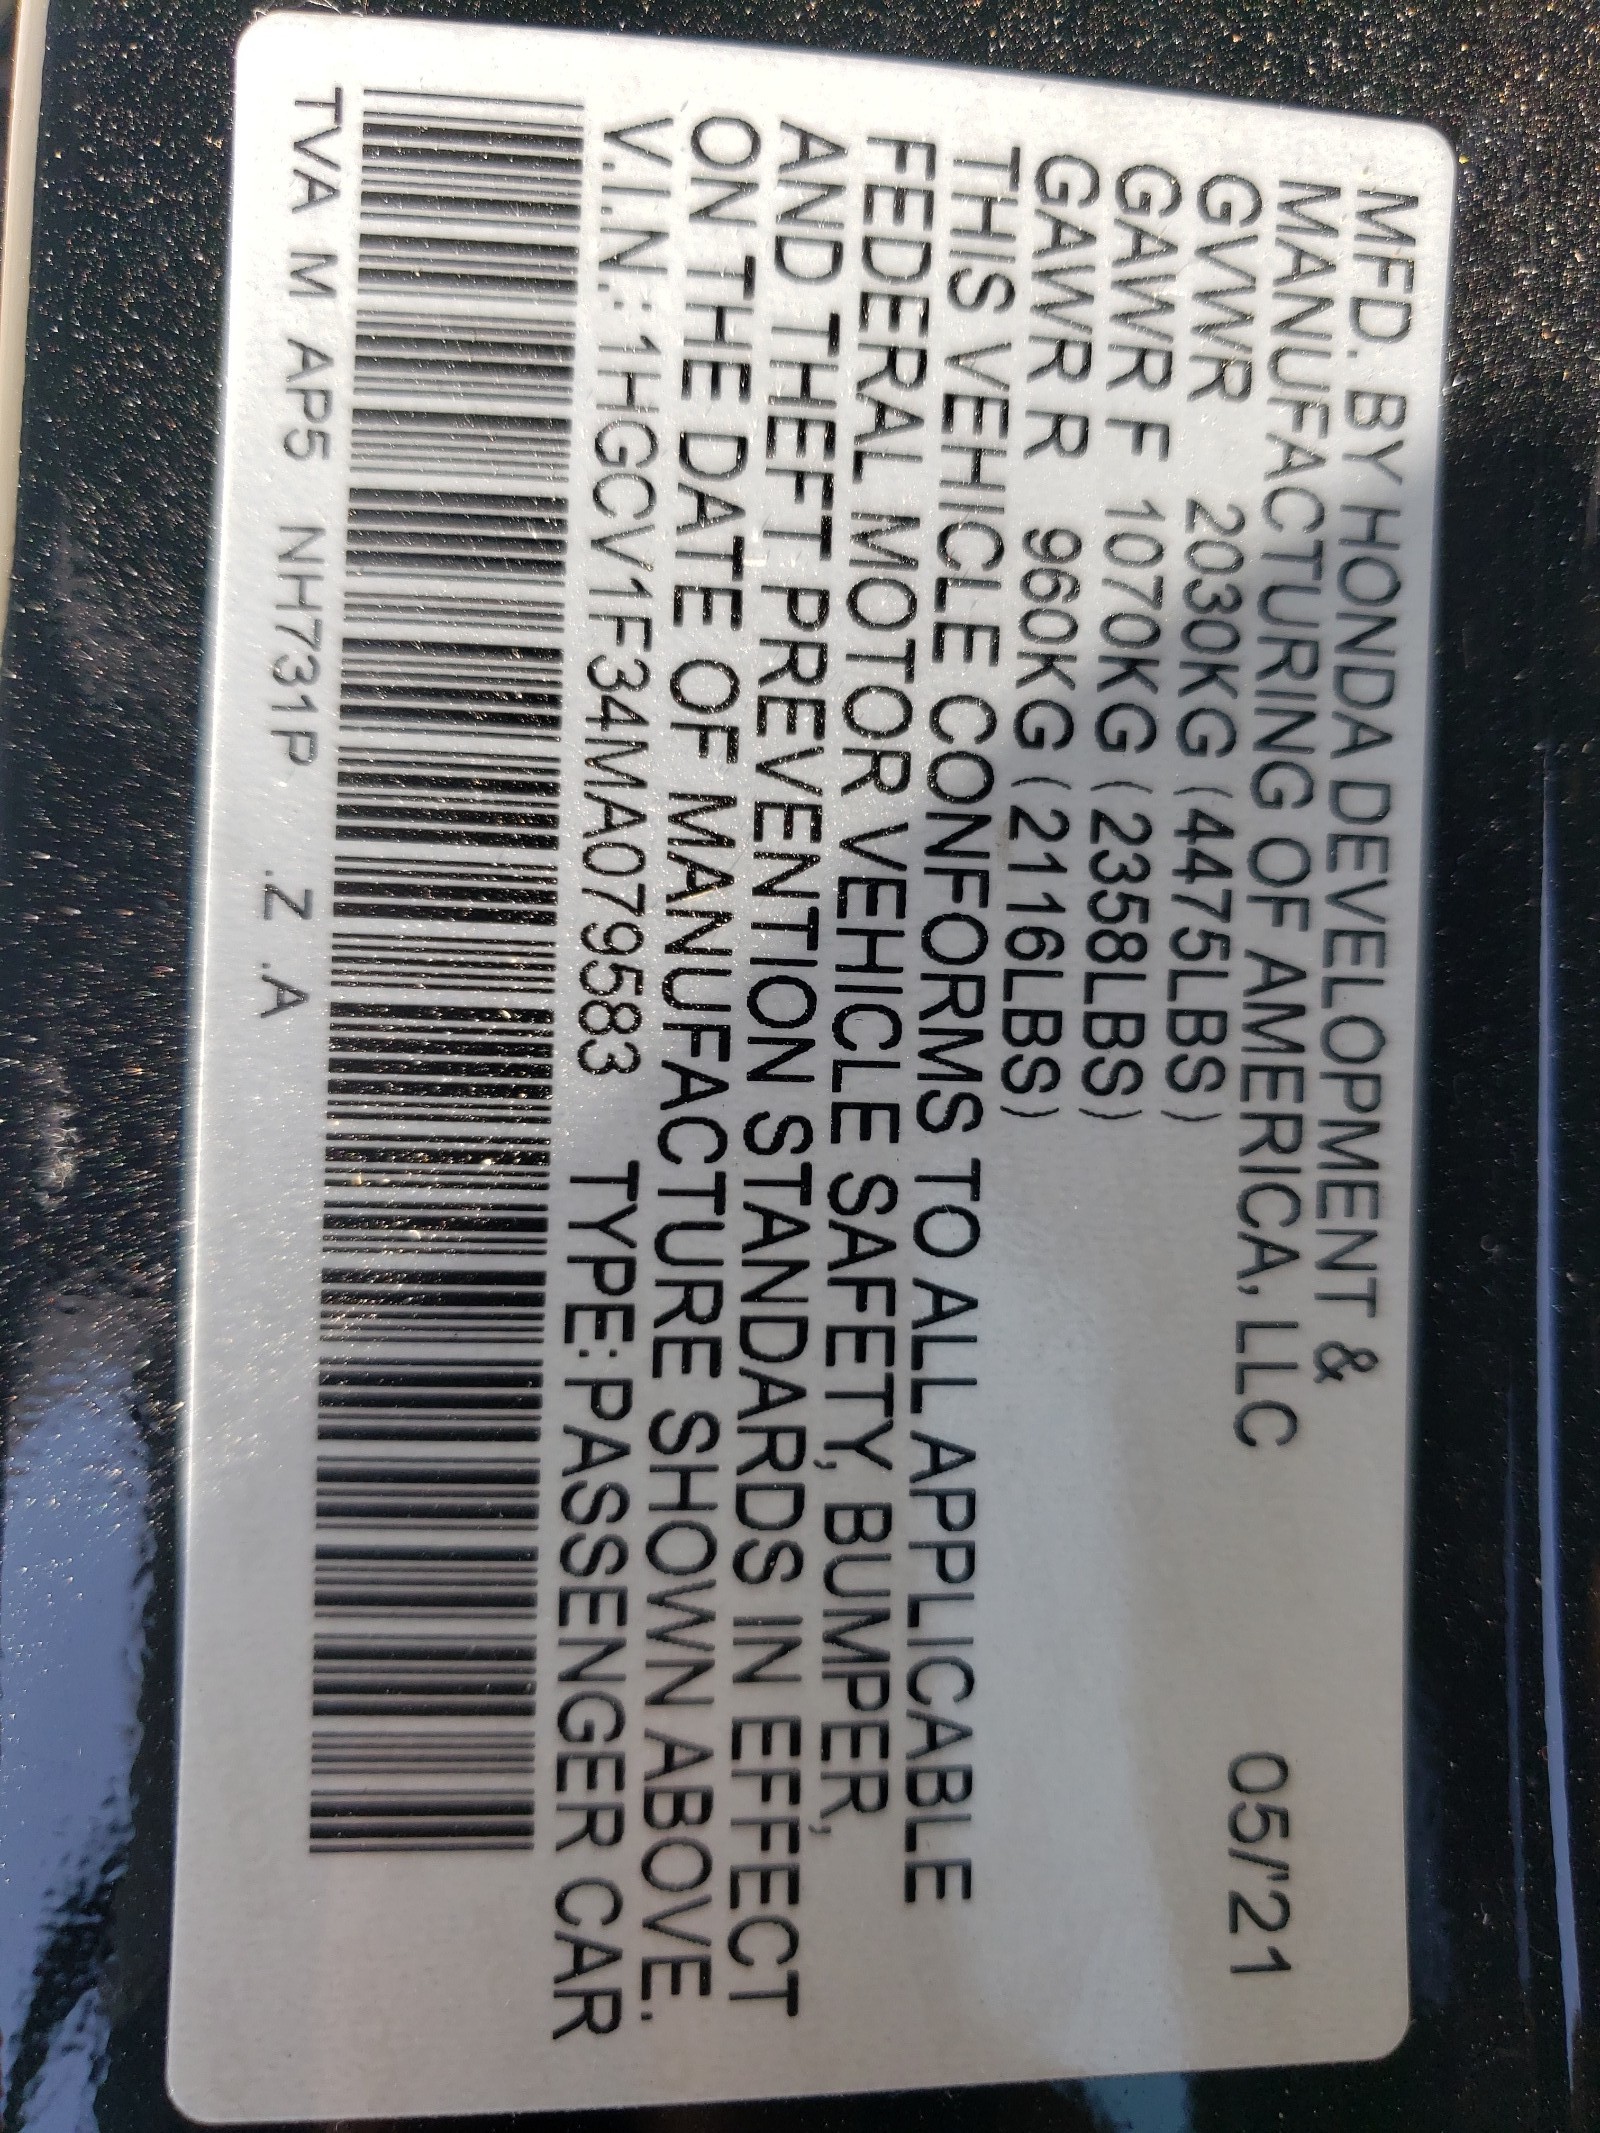 MFD. BY HONDA DEVELOPMENT &
MANUFACTURING OF AMERICA, LLC 05/'21
GVWR 2030KG (4475LBS)
GAWR F 1070KG (2358LBS)
GAWR R 960KG (2116LBS)
THIS VEHICLE CONFORMS TO ALL APPLICABLE
FEDERAL MOTOR VEHICLE SAFETY, BUMPER,
AND THEFT PREVENTION STANDARDS IN EFFECT
ON THE DATE OF MANUFACTURE SHOWN ABOVE.
V.I.N.: 1HGCV1F34MA079583 TYPE: PASSENGER CAR
TVA M AP5 NH731P .Z .A